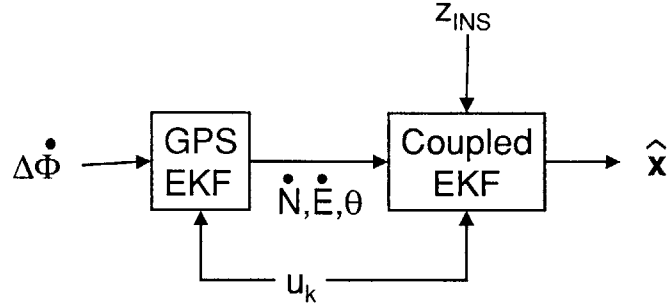 z_INS
GPS
EKF
Coupled
EKF
ΔΦ̇
x̂
Ṅ,Ė,θ
u_k